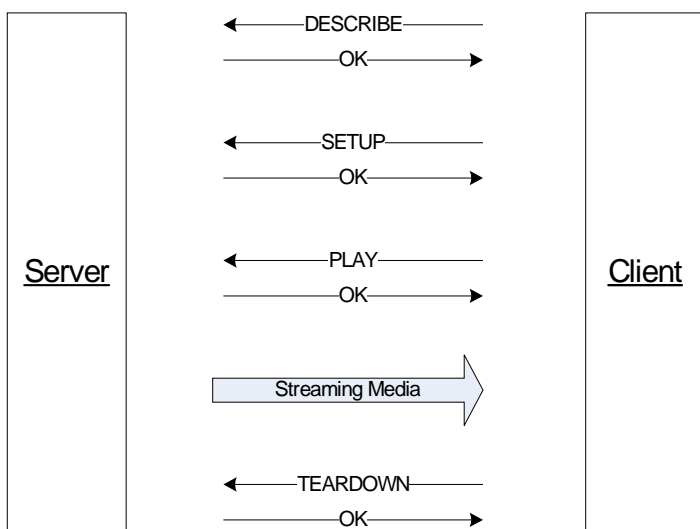 DESCRIBE
OK
SETUP
OK
Server
PLAY
Client
OK
Streaming Media
TEARDOWN
OK